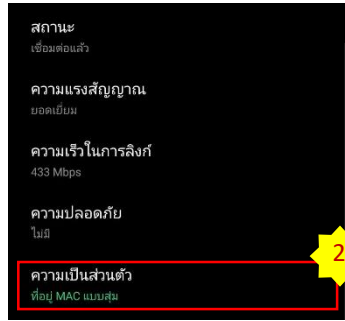 สถานะ
เชื่อมต่อแล้ว
ความแรงสัญญาณ
ยอดเยี่ยม
ความเร็วในการลิงก์
433 Mbps
ความปลอดภัย
ไม่มี
2
ความเป็นส่วนตัว
ที่อยู่ MAC แบบสุ่ม